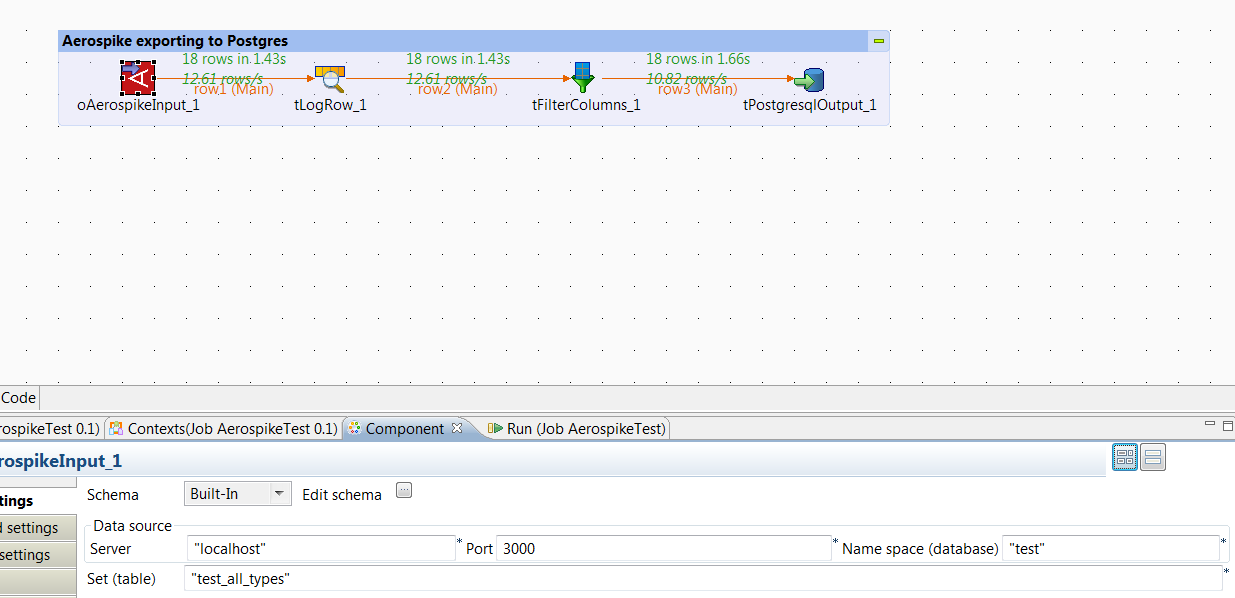 Aerospike exporting to Postgres
18 rows in 1.43s 18 rows in 1.43s 18 rows in 1.66s
12.61 rows/s 12.61 rows/s 10.82 rows/s
row1 (Main) row2 (Main) row3 (Main)
oAerospikeInput_1 tLogRow_1 tFilterColumns_1 tPostgresqlOutput_1
Code
rospikeTest 0.1) Contexts(Job AerospikeTest 0.1) Component Run (Job AerospikeTest)
rospikeInput_1
tings Schema Built-In Edit schema ...
d settings Data source
settings Server "localhost" * Port 3000 * Name space (database) "test" *
Set (table) "test_all_types" *